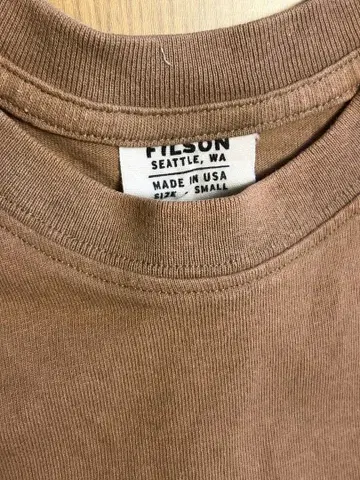 FILSON
SEATTLE, WA
MADE IN USA
SIZE - SMALL